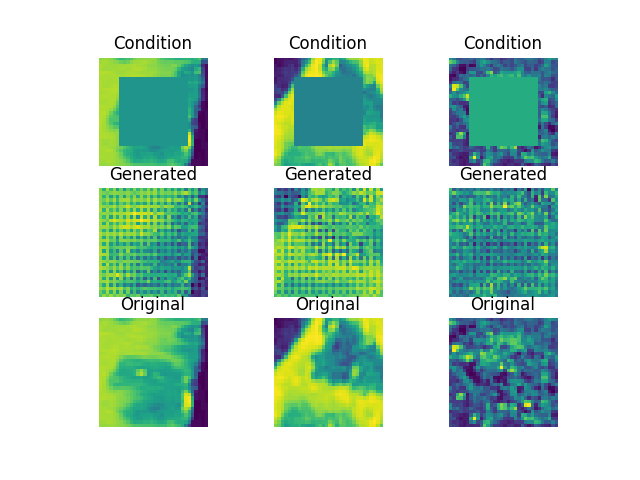 Condition Condition Condition
Generated Generated Generated
Original Original Original